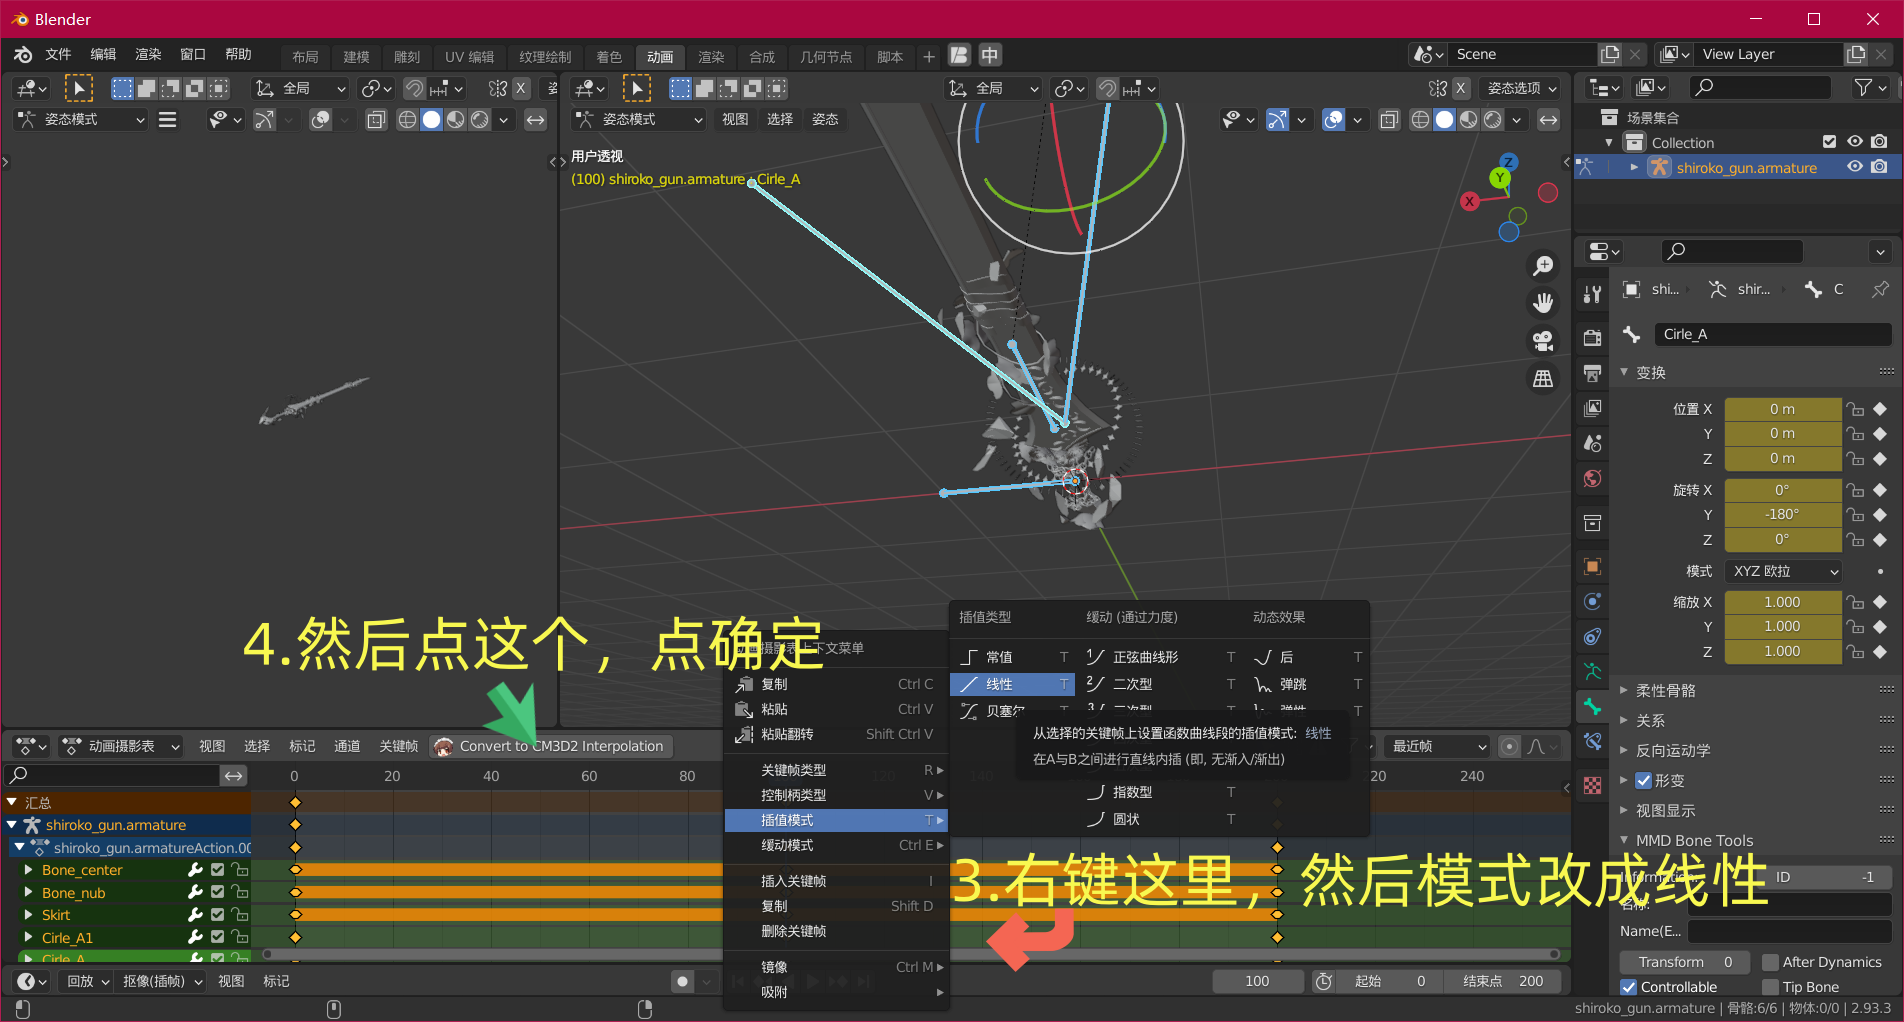 Blender
文件 编辑 渲染 窗口 帮助 布局 建模 雕刻 UV 编辑 纹理绘制 着色 动画 渲染 合成 几何节点 脚本 + 中 Scene View Layer
全局 X 姿 全局 X 姿态选项
姿态模式 姿态模式 视图 选择 姿态
用户透视
(100) shiroko_gun.armature : Cirle_A
Z
Y
X
场景集合
Collection
shiroko_gun.armature
shi... shir... C
Cirle_A
变换
位置 X 0 m
Y 0 m
Z 0 m
旋转 X 0°
Y -180°
Z 0°
模式 XYZ 欧拉
缩放 X 1.000
Y 1.000
Z 1.000
柔性骨骼
关系
反向运动学
形变
视图显示
MMD Bone Tools
Information: ID -1
名称:
Name(E...
Transform 0 After Dynamics
Controllable Tip Bone
4.然后点这个，点确定
3.右键这里，然后模式改成线性
动画摄影表上下文菜单
复制 Ctrl C
粘贴 Ctrl V
粘贴翻转 Shift Ctrl V
关键帧类型 R
控制柄类型 V
插值模式 T
缓动模式 Ctrl E
插入关键帧 I
复制 Shift D
删除关键帧
镜像 Ctrl M
吸附
插值类型 缓动 (通过力度) 动态效果
常值 T 正弦曲线形 T 后 T
线性 T 二次型 T 弹跳 T
贝塞尔 T 三次型 T 弹性 T
从选择的关键帧上设置函数曲线段的插值模式: 线性
在A与B之间进行直线内插 (即, 无渐入/渐出)
指数型 T
圆状 T
动画摄影表 视图 选择 标记 通道 关键帧 Convert to CM3D2 Interpolation 最近帧
0 20 40 60 80 120 140 220 240
汇总
shiroko_gun.armature
shiroko_gun.armatureAction.00
Bone_center
Bone_nub
Skirt
Cirle_A1
Cirle_A
回放 抠像(插帧) 视图 标记 100 起始 0 结束点 200
shiroko_gun.armature | 骨骼:6/6 | 物体:0/0 | 2.93.3